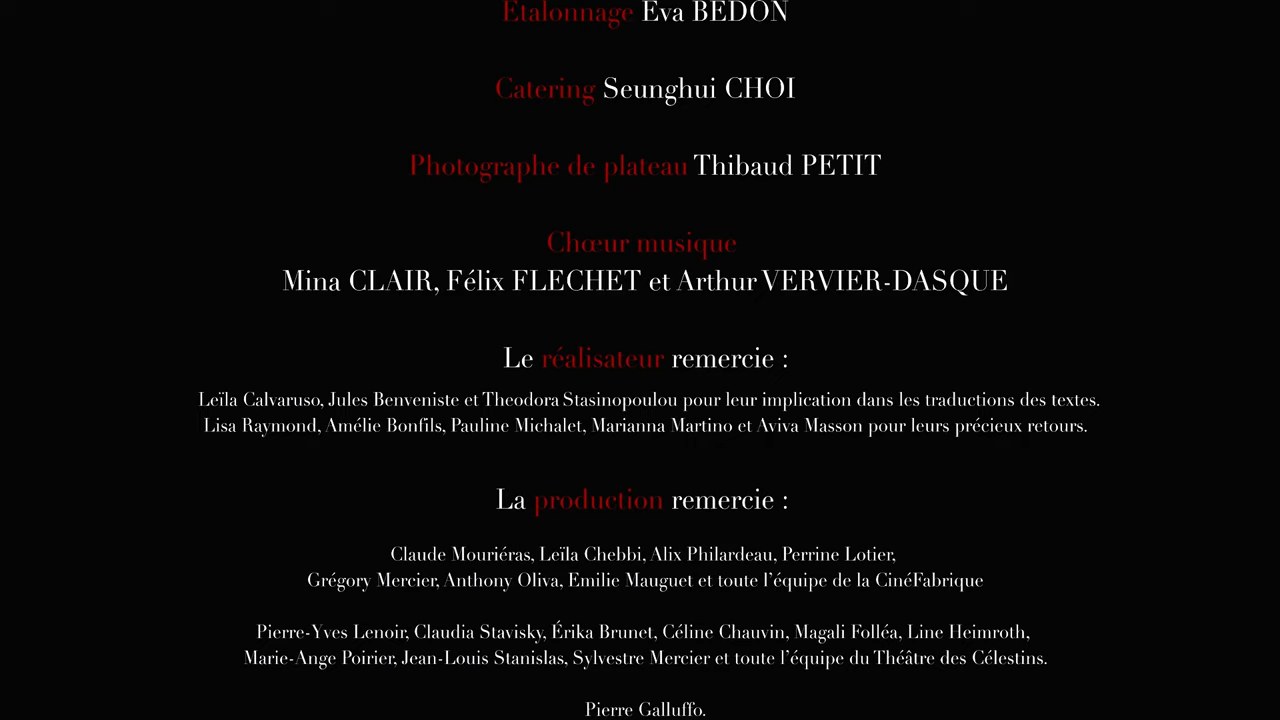 Étalonnage Eva BEDON
Catering Seunghui CHOI
Photographe de plateau Thibaud PETIT
Chœur musique
Mina CLAIR, Félix FLECHET et Arthur VERVIER-DASQUE
Le réalisateur remercie :
Leïla Calvaruso, Jules Benveniste et Theodora Stasinopoulou pour leur implication dans les traductions des textes.
Lisa Raymond, Amélie Bonfils, Pauline Michalet, Marianna Martino et Aviva Masson pour leurs précieux retours.
La production remercie :
Claude Mouriéras, Leïla Chebbi, Alix Philardeau, Perrine Lotier,
Grégory Mercier, Anthony Oliva, Emilie Mauguet et toute l'équipe de la CinéFabrique
Pierre-Yves Lenoir, Claudia Stavisky, Érika Brunet, Céline Chauvin, Magali Folléa, Line Heimroth,
Marie-Ange Poirier, Jean-Louis Stanislas, Sylvestre Mercier et toute l'équipe du Théâtre des Célestins.
Pierre Galluffo.